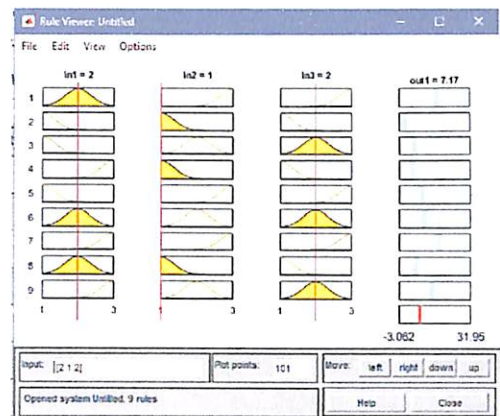 Rule Viewer: Untitled
File Edit View Options
in1 = 2 in2 = 1 in3 = 2 out1 = 7.17
1
2
3
4
5
6
7
8
9
1 3 1 3 1 3
-3.062 31.95
Input: [2 1 2] Plot points: 101 Move: left right down up
Opened system Untitled, 9 rules Help Close